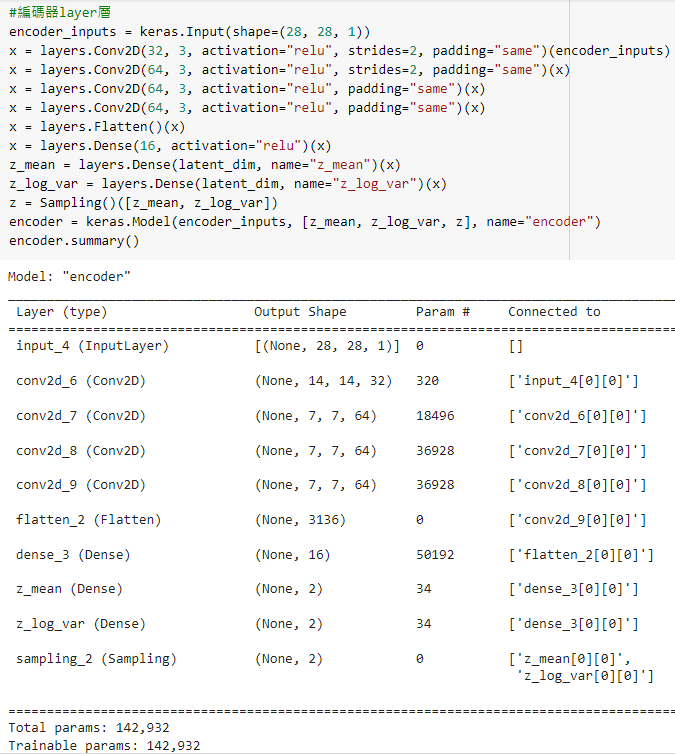 #編碼器layer層
encoder_inputs = keras.Input(shape=(28, 28, 1))
x = layers.Conv2D(32, 3, activation="relu", strides=2, padding="same")(encoder_inputs)
x = layers.Conv2D(64, 3, activation="relu", strides=2, padding="same")(x)
x = layers.Conv2D(64, 3, activation="relu", padding="same")(x)
x = layers.Conv2D(64, 3, activation="relu", padding="same")(x)
x = layers.Flatten()(x)
x = layers.Dense(16, activation="relu")(x)
z_mean = layers.Dense(latent_dim, name="z_mean")(x)
z_log_var = layers.Dense(latent_dim, name="z_log_var")(x)
z = Sampling()([z_mean, z_log_var])
encoder = keras.Model(encoder_inputs, [z_mean, z_log_var, z], name="encoder")
encoder.summary()
Model: "encoder"
Layer (type) Output Shape Param # Connected to
input_4 (InputLayer) [(None, 28, 28, 1)] 0 []
conv2d_6 (Conv2D) (None, 14, 14, 32) 320 ['input_4[0][0]']
conv2d_7 (Conv2D) (None, 7, 7, 64) 18496 ['conv2d_6[0][0]']
conv2d_8 (Conv2D) (None, 7, 7, 64) 36928 ['conv2d_7[0][0]']
conv2d_9 (Conv2D) (None, 7, 7, 64) 36928 ['conv2d_8[0][0]']
flatten_2 (Flatten) (None, 3136) 0 ['conv2d_9[0][0]']
dense_3 (Dense) (None, 16) 50192 ['flatten_2[0][0]']
z_mean (Dense) (None, 2) 34 ['dense_3[0][0]']
z_log_var (Dense) (None, 2) 34 ['dense_3[0][0]']
sampling_2 (Sampling) (None, 2) 0 ['z_mean[0][0]',
'z_log_var[0][0]']
Total params: 142,932
Trainable params: 142,932